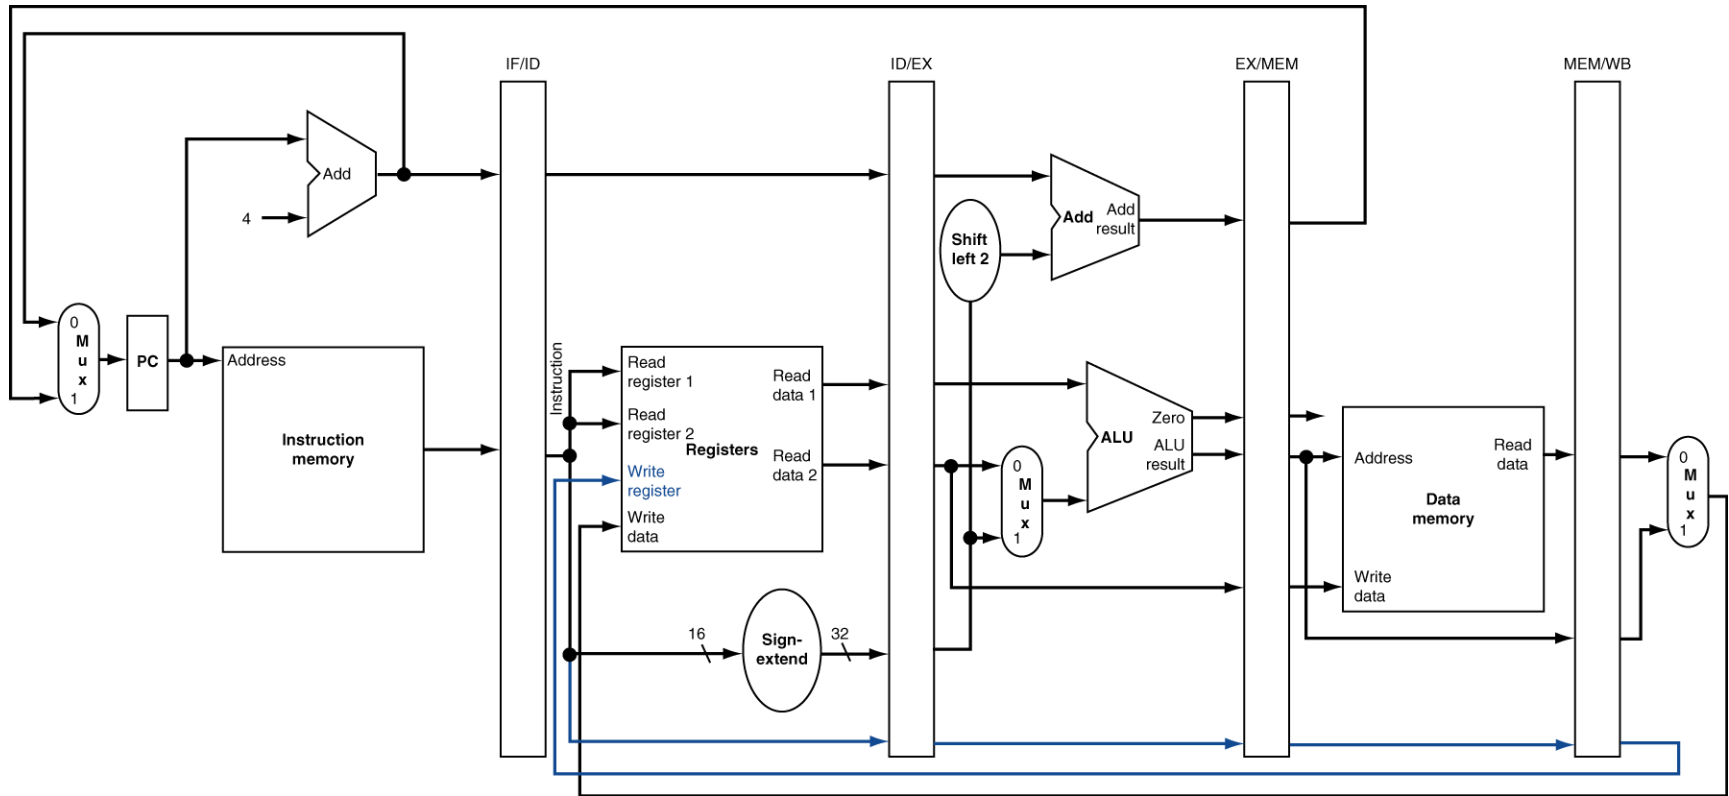 IF/ID
ID/EX
EX/MEM
MEM/WB
Add
4
0
M
u
x
1
PC
Address
Instruction
memory
Instruction
Read
register 1
Read
register 2
Write
register
Write
data
Registers
Read
data 1
Read
data 2
16
Sign-
extend
32
Shift
left 2
Add
Add
result
0
M
u
x
1
ALU
Zero
ALU
result
Address
Read
data
Data
memory
Write
data
0
M
u
x
1